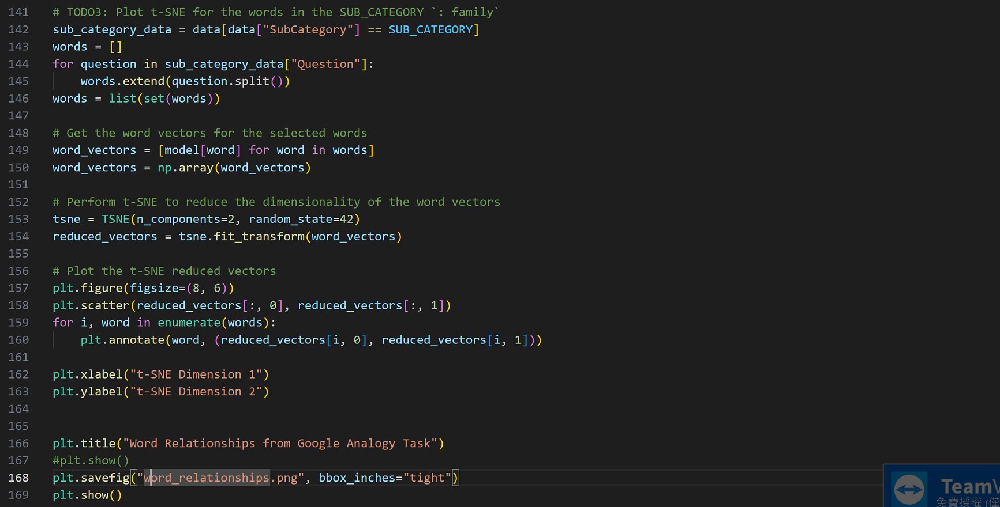 141 # TODO3: Plot t-SNE for the words in the SUB_CATEGORY `: family`
142 sub_category_data = data[data["SubCategory"] == SUB_CATEGORY]
143 words = []
144 for question in sub_category_data["Question"]:
145     words.extend(question.split())
146 words = list(set(words))
147
148 # Get the word vectors for the selected words
149 word_vectors = [model[word] for word in words]
150 word_vectors = np.array(word_vectors)
151
152 # Perform t-SNE to reduce the dimensionality of the word vectors
153 tsne = TSNE(n_components=2, random_state=42)
154 reduced_vectors = tsne.fit_transform(word_vectors)
155
156 # Plot the t-SNE reduced vectors
157 plt.figure(figsize=(8, 6))
158 plt.scatter(reduced_vectors[:, 0], reduced_vectors[:, 1])
159 for i, word in enumerate(words):
160     plt.annotate(word, (reduced_vectors[i, 0], reduced_vectors[i, 1]))
161
162 plt.xlabel("t-SNE Dimension 1")
163 plt.ylabel("t-SNE Dimension 2")
164
165
166 plt.title("Word Relationships from Google Analogy Task")
167 #plt.show()
168 plt.savefig("word_relationships.png", bbox_inches="tight")
169 plt.show()
Team
免費授權 (僅